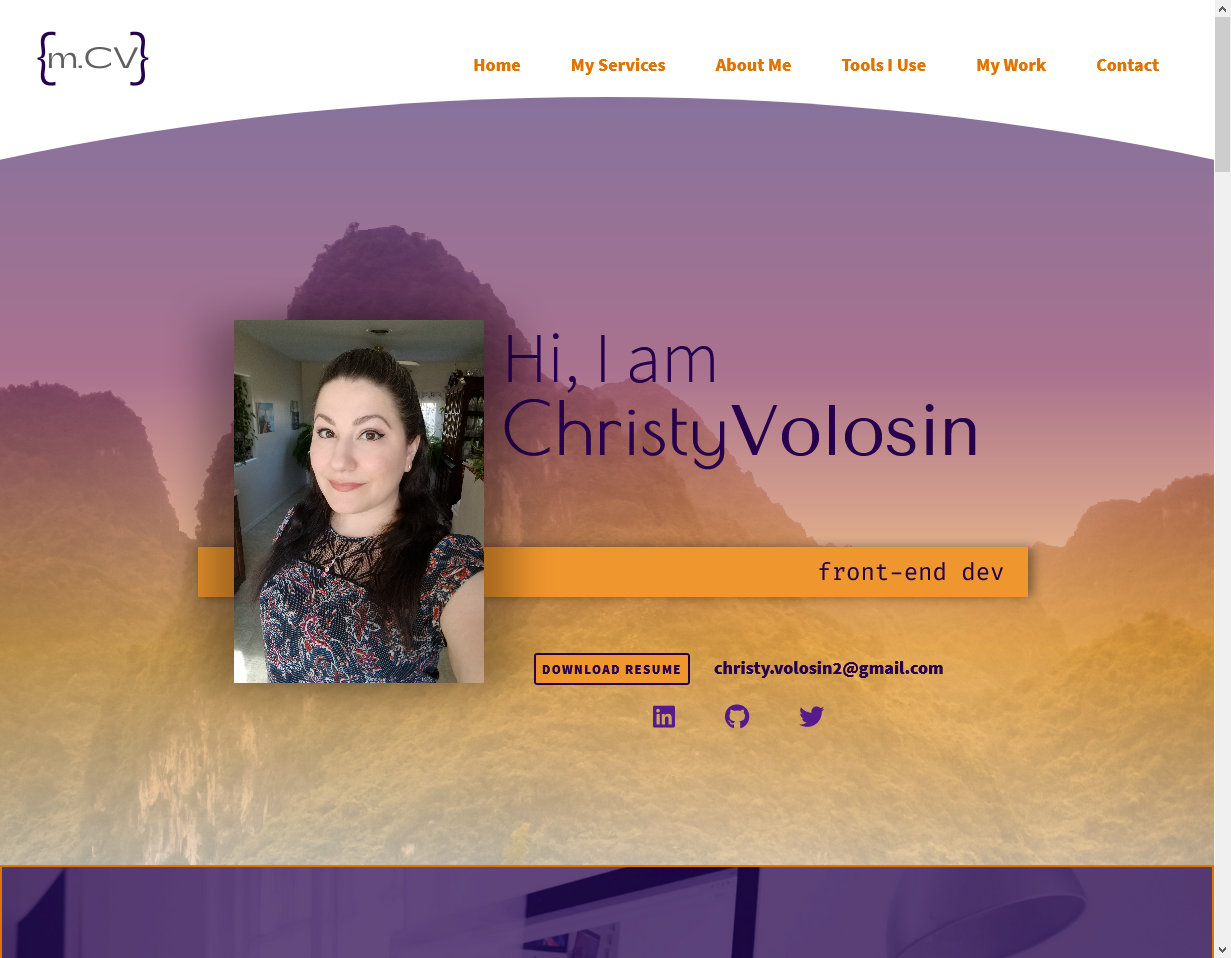 {m.CV}
Home My Services About Me Tools I Use My Work Contact
Hi, I am
ChristyVolosin
front-end dev
DOWNLOAD RESUME christy.volosin2@gmail.com
in